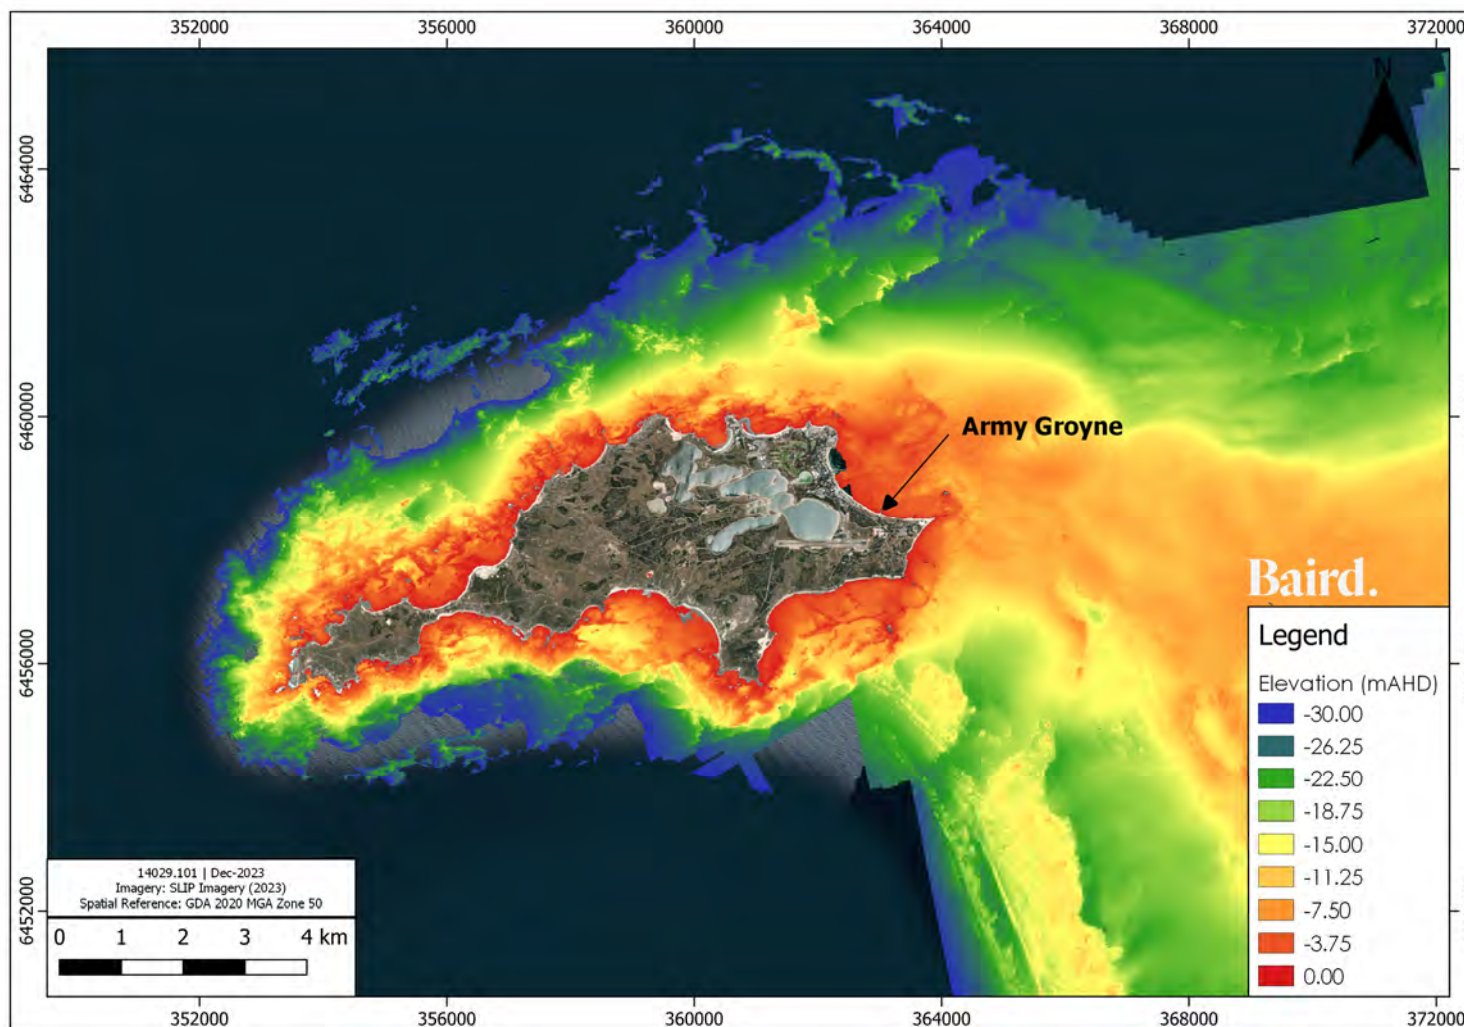 352000
356000
360000
364000
368000
372000
N
6464000
6460000
6456000
6452000
Army Groyne
Baird.
Legend
Elevation (mAHD)
-30.00
-26.25
-22.50
-18.75
-15.00
-11.25
-7.50
-3.75
0.00
14029.101 | Dec-2023
Imagery: SLIP Imagery (2023)
Spatial Reference: GDA 2020 MGA Zone 50
0 1 2 3 4 km
352000
356000
360000
364000
368000
372000